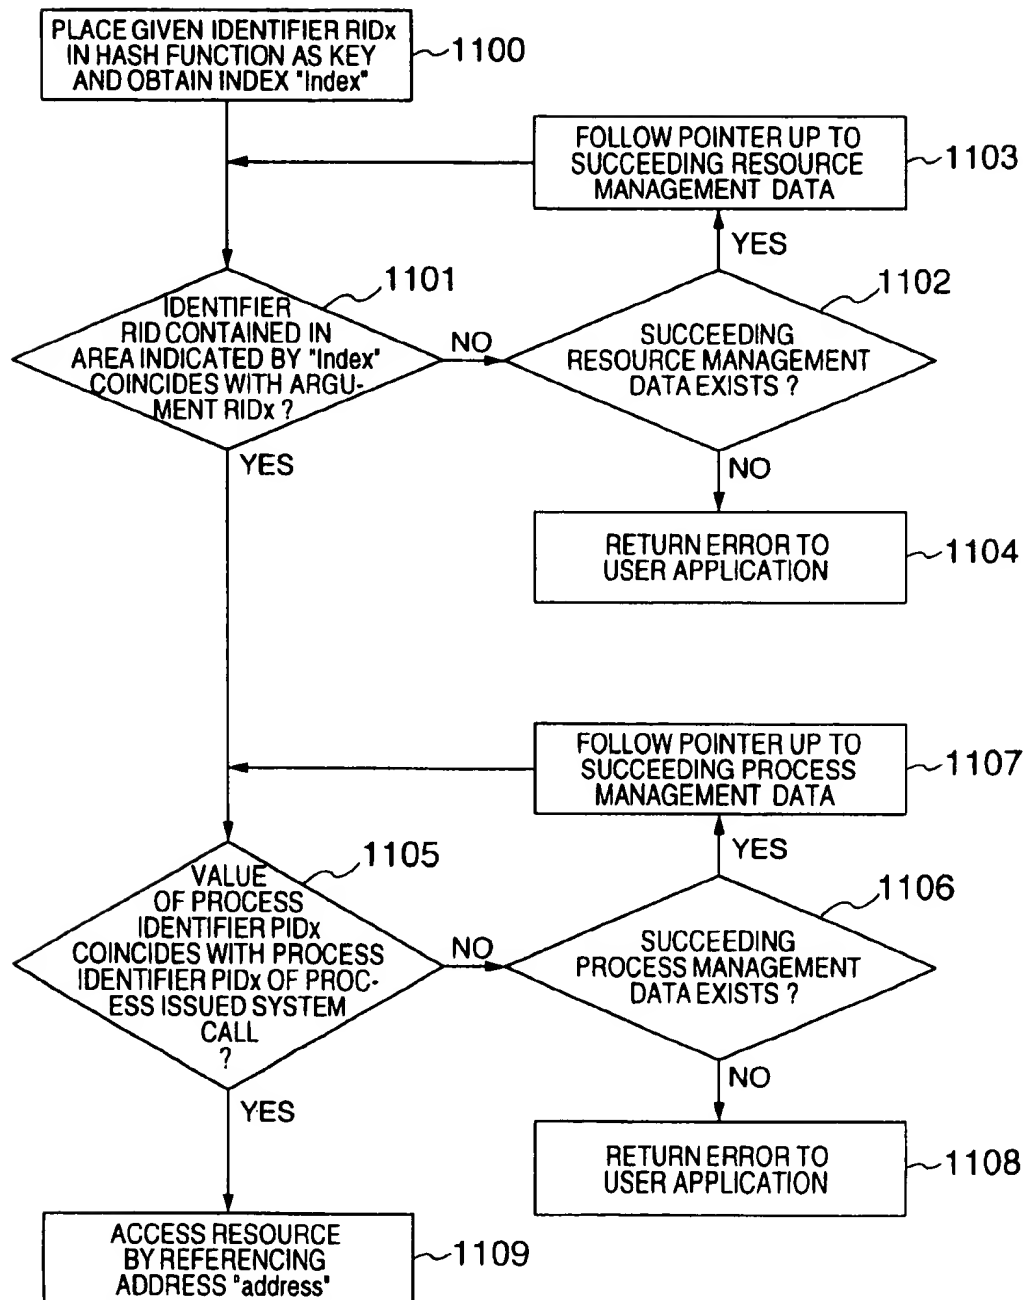 PLACE GIVEN IDENTIFIER RIDx
IN HASH FUNCTION AS KEY
AND OBTAIN INDEX "Index"
1100
FOLLOW POINTER UP TO
SUCCEEDING RESOURCE
MANAGEMENT DATA
1103
YES
1101
IDENTIFIER
RID CONTAINED IN
AREA INDICATED BY "Index"
COINCIDES WITH ARGU-
MENT RIDx ?
NO
1102
SUCCEEDING
RESOURCE MANAGEMENT
DATA EXISTS ?
YES
NO
RETURN ERROR TO
USER APPLICATION
1104
FOLLOW POINTER UP TO
SUCCEEDING PROCESS
MANAGEMENT DATA
1107
YES
1105
VALUE
OF PROCESS
IDENTIFIER PIDx
COINCIDES WITH PROCESS
IDENTIFIER PIDx OF PROC-
ESS ISSUED SYSTEM
CALL
?
NO
1106
SUCCEEDING
PROCESS MANAGEMENT
DATA EXISTS ?
YES
NO
RETURN ERROR TO
USER APPLICATION
1108
ACCESS RESOURCE
BY REFERENCING
ADDRESS "address"
1109